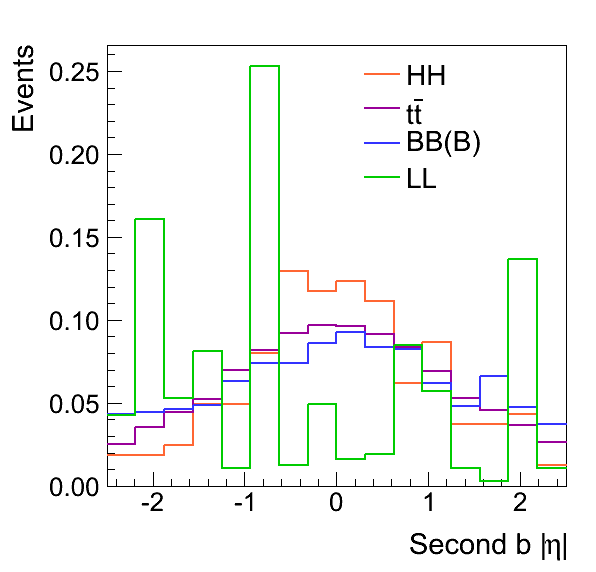 Events
0.25
0.20
0.15
0.10
0.05
0.00
HH
tt̄
BB(B)
LL
-2 -1 0 1 2
Second b |η|